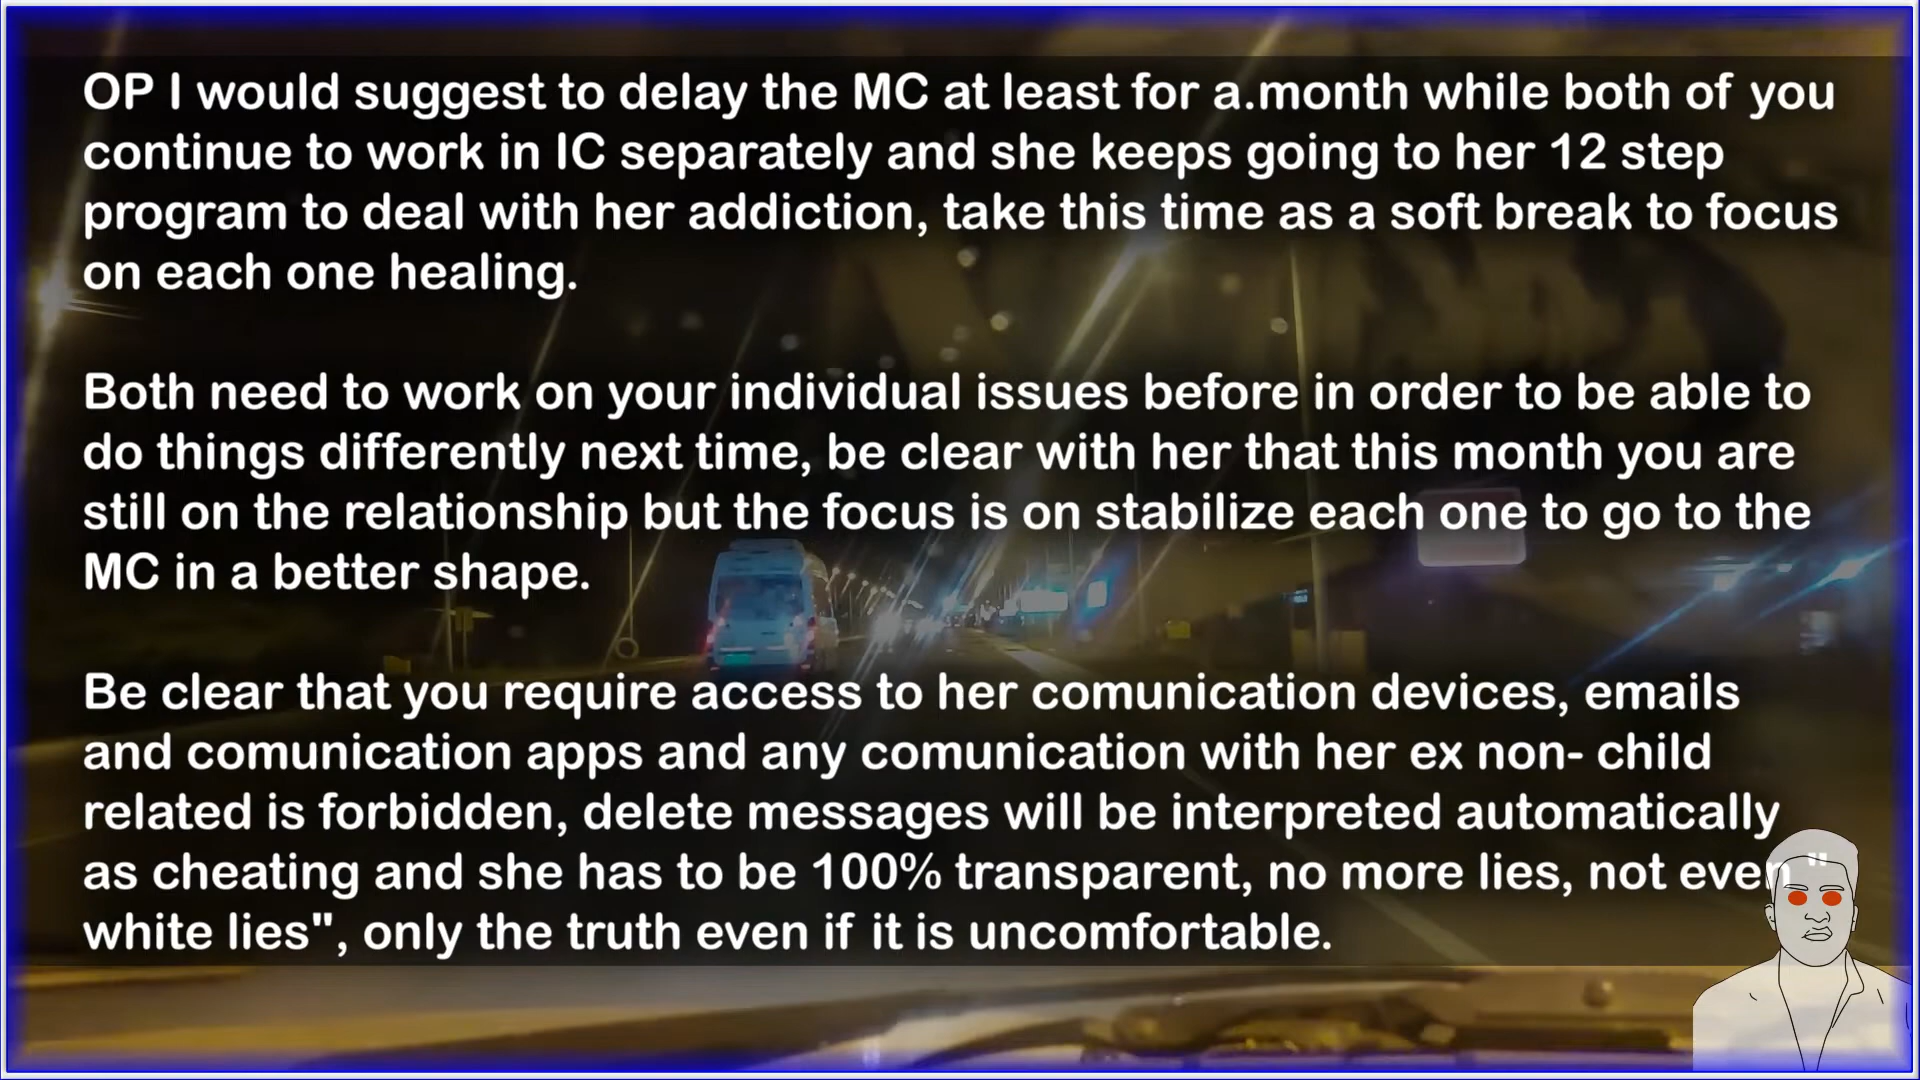 OP I would suggest to delay the MC at least for a.month while both of you
continue to work in IC separately and she keeps going to her 12 step
program to deal with her addiction, take this time as a soft break to focus
on each one healing.
Both need to work on your individual issues before in order to be able to
do things differently next time, be clear with her that this month you are
still on the relationship but the focus is on stabilize each one to go to the
MC in a better shape.
Be clear that you require access to her comunication devices, emails
and comunication apps and any comunication with her ex non- child
related is forbidden, delete messages will be interpreted automatically
as cheating and she has to be 100% transparent, no more lies, not even "
white lies", only the truth even if it is uncomfortable.